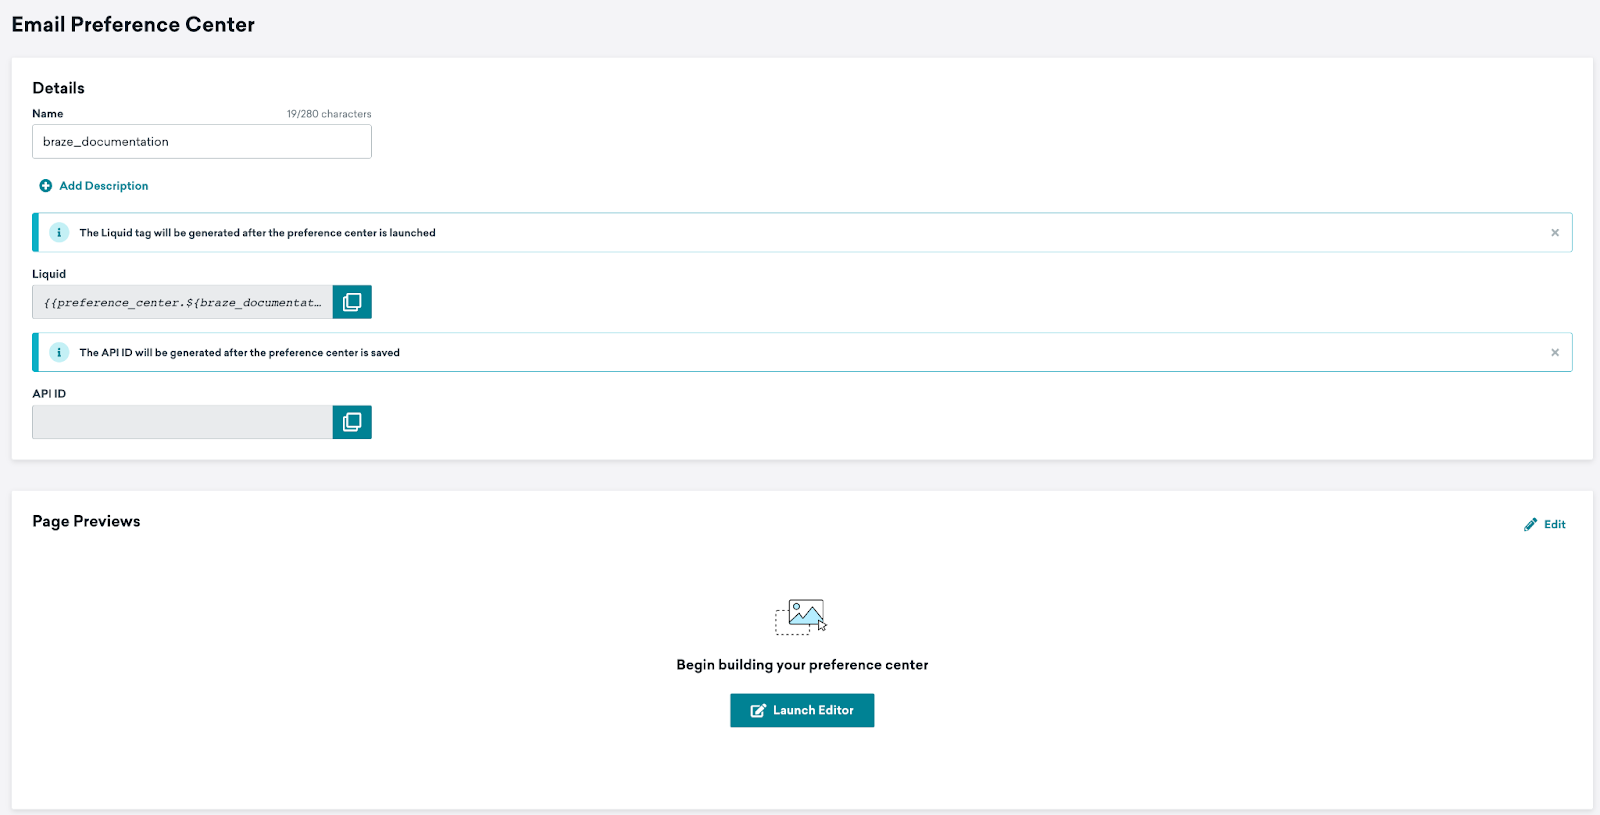 Email Preference Center
Details
Name
19/280 characters
braze_documentation
Add Description
The Liquid tag will be generated after the preference center is launched
Liquid
{{preference_center.${braze_documentat...
The API ID will be generated after the preference center is saved
API ID
Page Previews
Edit
Begin building your preference center
Launch Editor